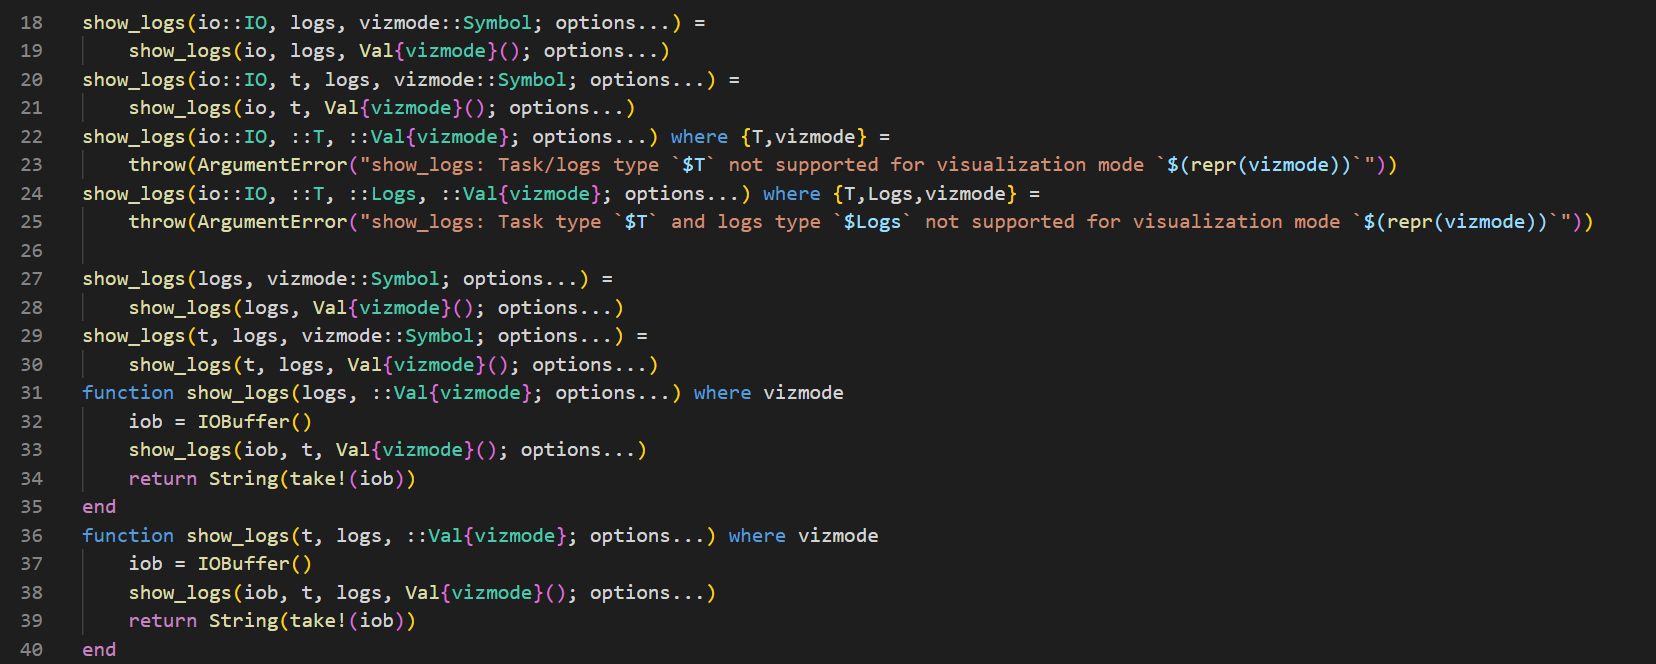 18 show_logs(io::IO, logs, vizmode::Symbol; options...) =
19     show_logs(io, logs, Val{vizmode}(); options...)
20 show_logs(io::IO, t, logs, vizmode::Symbol; options...) =
21     show_logs(io, t, Val{vizmode}(); options...)
22 show_logs(io::IO, ::T, ::Val{vizmode}; options...) where {T,vizmode} =
23     throw(ArgumentError("show_logs: Task/logs type `$T` not supported for visualization mode `$(repr(vizmode))`"))
24 show_logs(io::IO, ::T, ::Logs, ::Val{vizmode}; options...) where {T,Logs,vizmode} =
25     throw(ArgumentError("show_logs: Task type `$T` and logs type `$Logs` not supported for visualization mode `$(repr(vizmode))`"))
26
27 show_logs(logs, vizmode::Symbol; options...) =
28     show_logs(logs, Val{vizmode}(); options...)
29 show_logs(t, logs, vizmode::Symbol; options...) =
30     show_logs(t, logs, Val{vizmode}(); options...)
31 function show_logs(logs, ::Val{vizmode}; options...) where vizmode
32     iob = IOBuffer()
33     show_logs(iob, t, Val{vizmode}(); options...)
34     return String(take!(iob))
35 end
36 function show_logs(t, logs, ::Val{vizmode}; options...) where vizmode
37     iob = IOBuffer()
38     show_logs(iob, t, logs, Val{vizmode}(); options...)
39     return String(take!(iob))
40 end